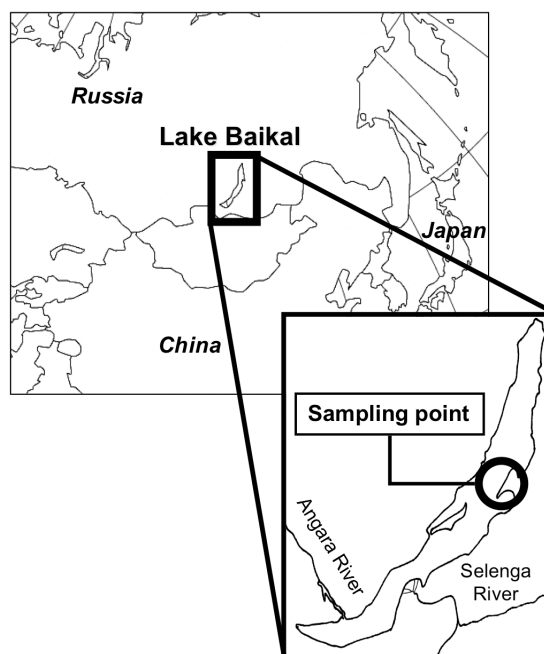 Russia
Lake Baikal
Japan
China
Sampling point
Angara River
Selenga
River